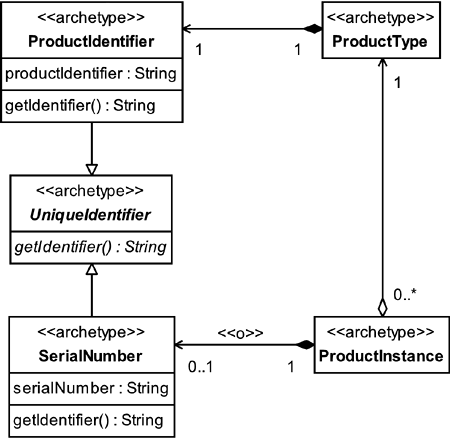 <<archetype>>
ProductIdentifier
productIdentifier : String
getIdentifier() : String
1
1
<<archetype>>
ProductType
1
<<archetype>>
UniqueIdentifier
getIdentifier() : String
0..*
<<archetype>>
SerialNumber
serialNumber : String
getIdentifier() : String
<<o>>
0..1
1
<<archetype>>
ProductInstance